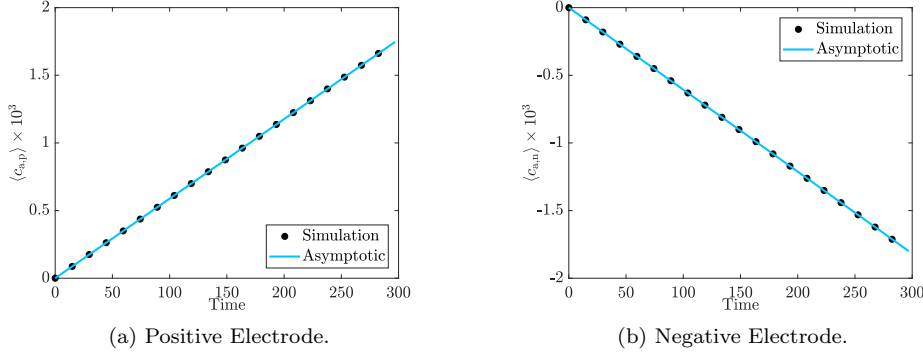 2
1.5
1
0.5
0
⟨c_{a,p}⟩ × 10^3
Simulation
Asymptotic
0 50 100 150 200 250 300
Time
(a) Positive Electrode.
0
-0.5
-1
-1.5
-2
⟨c_{a,n}⟩ × 10^3
Simulation
Asymptotic
0 50 100 150 200 250 300
Time
(b) Negative Electrode.